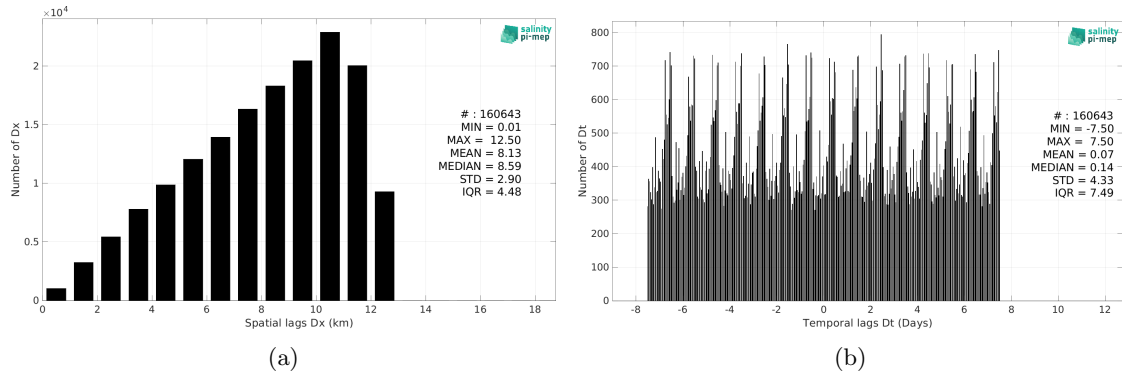 ×10⁴
Number of Dx
2
1.5
1
0.5
0
0 2 4 6 8 10 12 14 16 18
Spatial lags Dx (km)
salinity
pi-mep
# : 160643
MIN = 0.01
MAX = 12.50
MEAN = 8.13
MEDIAN = 8.59
STD = 2.90
IQR = 4.48
(a)
Number of Dt
800
700
600
500
400
300
200
100
0
-8 -6 -4 -2 0 2 4 6 8 10 12
Temporal lags Dt (Days)
salinity
pi-mep
# : 160643
MIN = -7.50
MAX = 7.50
MEAN = 0.07
MEDIAN = 0.14
STD = 4.33
IQR = 7.49
(b)